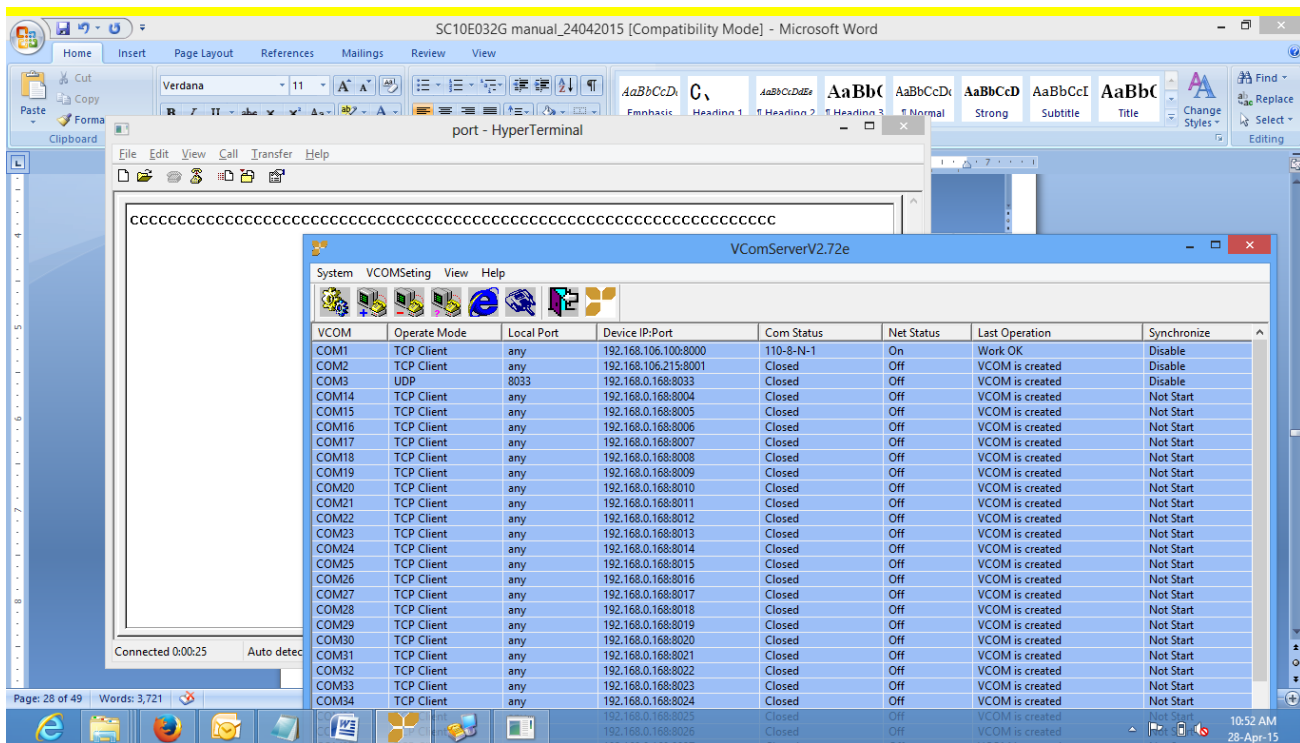 SC10E032G manual_24042015 [Compatibility Mode] - Microsoft Word
Home Insert Page Layout References Mailings Review View
Cut
Copy
Paste
Forma
Clipboard
Verdana 11
Emphasis Heading 1 Heading 2 Heading 3 Normal Strong Subtitle Title
Change Styles
Find
Replace
Select
Editing
port - HyperTerminal
File Edit View Call Transfer Help
ccccccccccccccccccccccccccccccccccccccccccccccccccccccccccccccccccccc
VComServerV2.72e
System VCOMSeting View Help
VCOM Operate Mode Local Port Device IP:Port Com Status Net Status Last Operation Synchronize
COM1 TCP Client any 192.168.106.100:8000 110-8-N-1 On Work OK Disable
COM2 TCP Client any 192.168.106.215:8001 Closed Off VCOM is created Disable
COM3 UDP 8033 192.168.0.168:8033 Closed Off VCOM is created Disable
COM14 TCP Client any 192.168.0.168:8004 Closed Off VCOM is created Not Start
COM15 TCP Client any 192.168.0.168:8005 Closed Off VCOM is created Not Start
COM16 TCP Client any 192.168.0.168:8006 Closed Off VCOM is created Not Start
COM17 TCP Client any 192.168.0.168:8007 Closed Off VCOM is created Not Start
COM18 TCP Client any 192.168.0.168:8008 Closed Off VCOM is created Not Start
COM19 TCP Client any 192.168.0.168:8009 Closed Off VCOM is created Not Start
COM20 TCP Client any 192.168.0.168:8010 Closed Off VCOM is created Not Start
COM21 TCP Client any 192.168.0.168:8011 Closed Off VCOM is created Not Start
COM22 TCP Client any 192.168.0.168:8012 Closed Off VCOM is created Not Start
COM23 TCP Client any 192.168.0.168:8013 Closed Off VCOM is created Not Start
COM24 TCP Client any 192.168.0.168:8014 Closed Off VCOM is created Not Start
COM25 TCP Client any 192.168.0.168:8015 Closed Off VCOM is created Not Start
COM26 TCP Client any 192.168.0.168:8016 Closed Off VCOM is created Not Start
COM27 TCP Client any 192.168.0.168:8017 Closed Off VCOM is created Not Start
COM28 TCP Client any 192.168.0.168:8018 Closed Off VCOM is created Not Start
COM29 TCP Client any 192.168.0.168:8019 Closed Off VCOM is created Not Start
COM30 TCP Client any 192.168.0.168:8020 Closed Off VCOM is created Not Start
COM31 TCP Client any 192.168.0.168:8021 Closed Off VCOM is created Not Start
COM32 TCP Client any 192.168.0.168:8022 Closed Off VCOM is created Not Start
COM33 TCP Client any 192.168.0.168:8023 Closed Off VCOM is created Not Start
COM34 TCP Client any 192.168.0.168:8024 Closed Off VCOM is created Not Start
192.168.0.168:8025 Closed Off VCOM is created
192.168.0.168:8026 Closed Off VCOM is created
Connected 0:00:25 Auto detec
Page: 28 of 49 Words: 3,721
10:52 AM
28-Apr-15